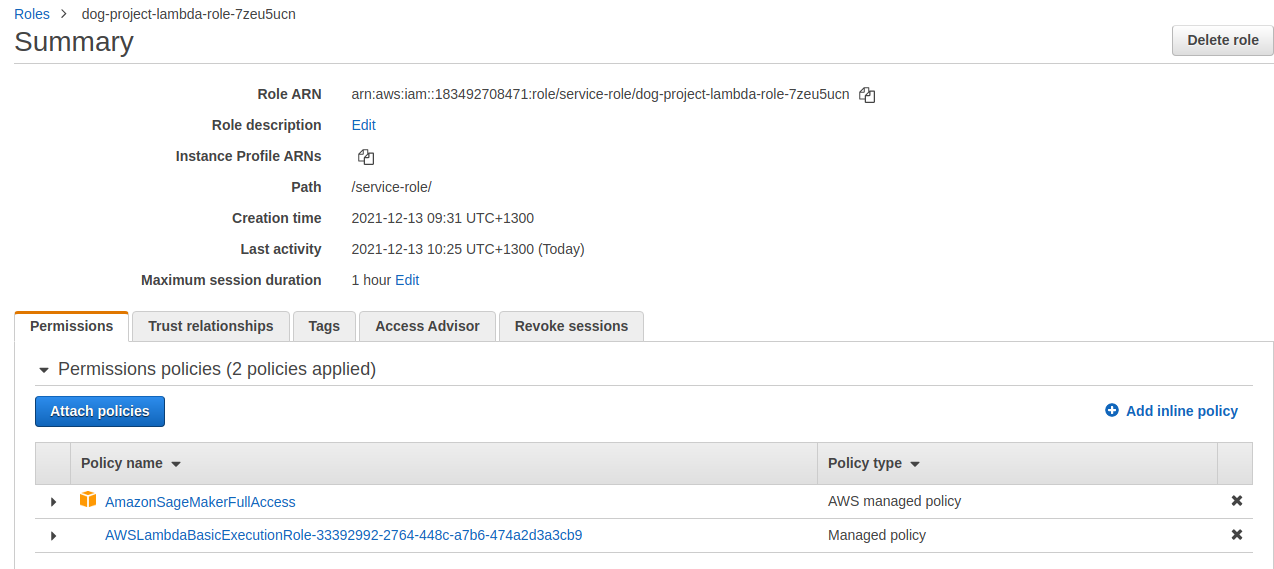 Roles > dog-project-lambda-role-7zeu5ucn
Summary
Delete role
Role ARN arn:aws:iam::183492708471:role/service-role/dog-project-lambda-role-7zeu5ucn
Role description Edit
Instance Profile ARNs
Path /service-role/
Creation time 2021-12-13 09:31 UTC+1300
Last activity 2021-12-13 10:25 UTC+1300 (Today)
Maximum session duration 1 hour Edit
Permissions Trust relationships Tags Access Advisor Revoke sessions
Permissions policies (2 policies applied)
Attach policies Add inline policy
Policy name Policy type
AmazonSageMakerFullAccess AWS managed policy
AWSLambdaBasicExecutionRole-33392992-2764-448c-a7b6-474a2d3a3cb9 Managed policy